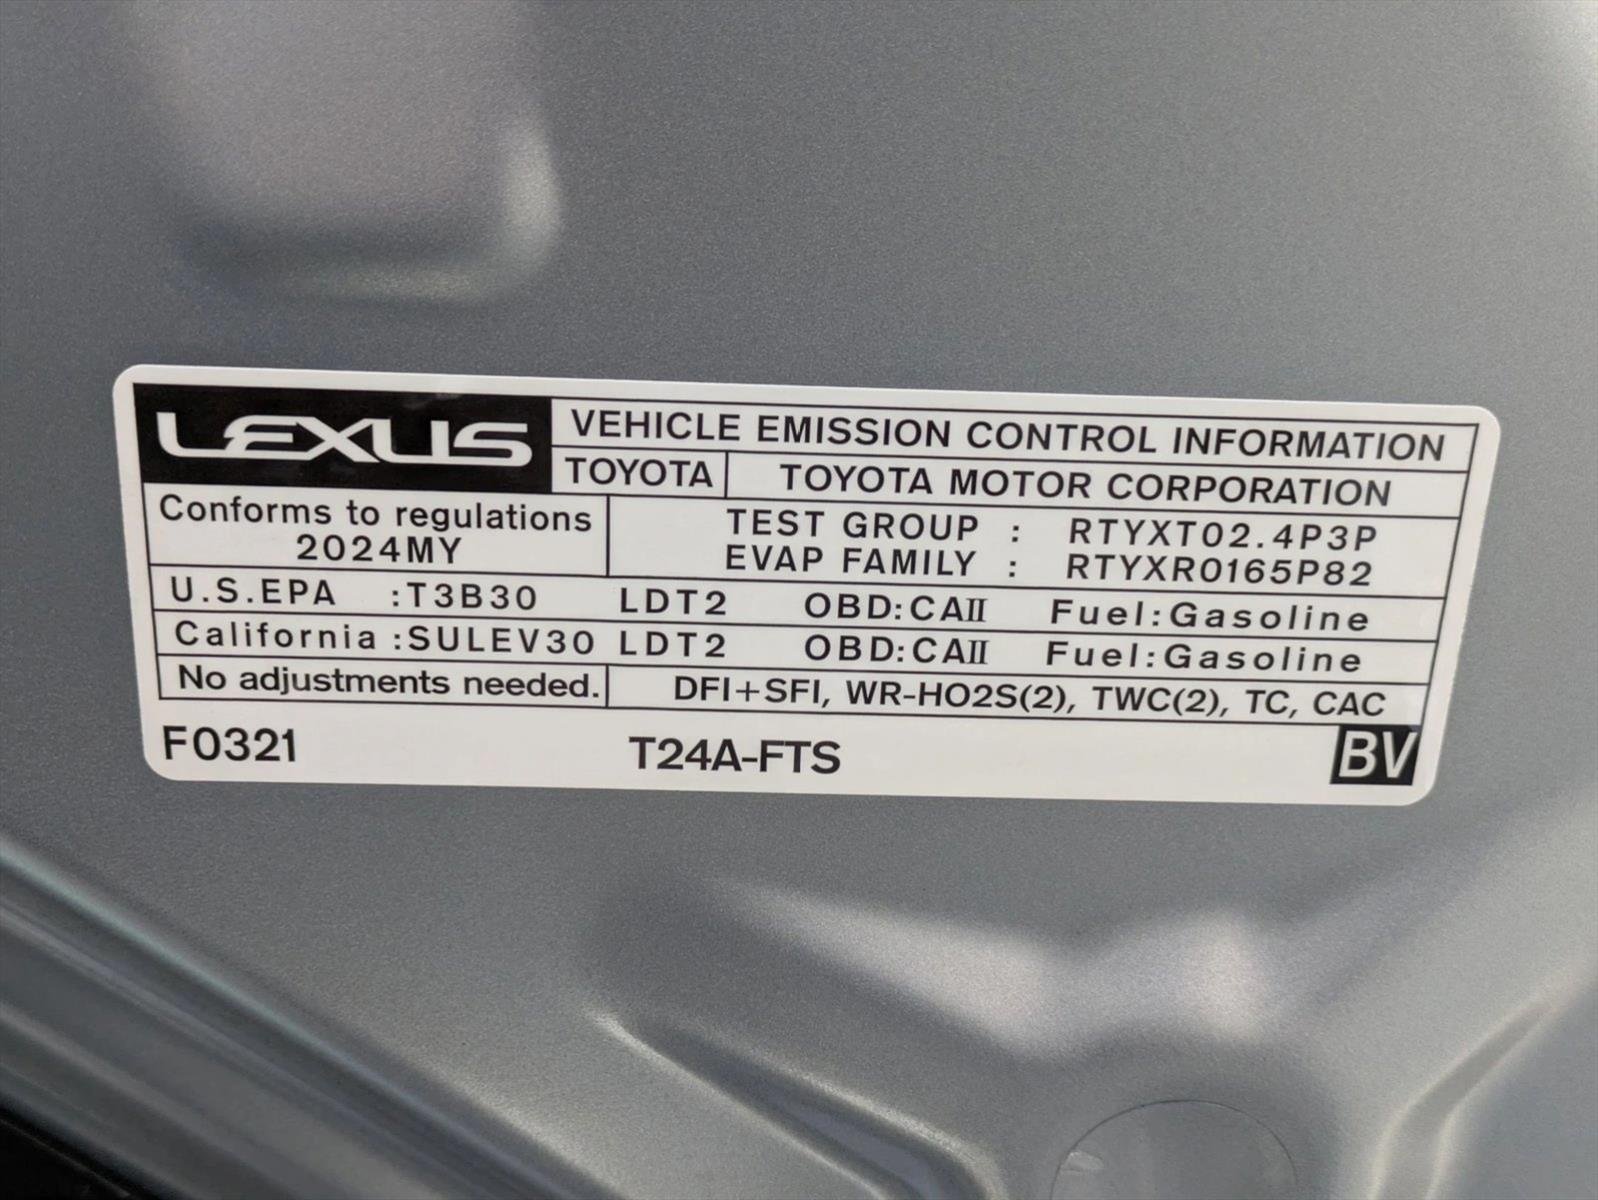 LEXUS VEHICLE EMISSION CONTROL INFORMATION
TOYOTA TOYOTA MOTOR CORPORATION
Conforms to regulations TEST GROUP : RTYXT02.4P3P
2024MY EVAP FAMILY : RTYXR0165P82
U.S.EPA :T3B30 LDT2 OBD:CAII Fuel:Gasoline
California :SULEV30 LDT2 OBD:CAII Fuel:Gasoline
No adjustments needed. DFI+SFI, WR-HO2S(2), TWC(2), TC, CAC
F0321 T24A-FTS BV